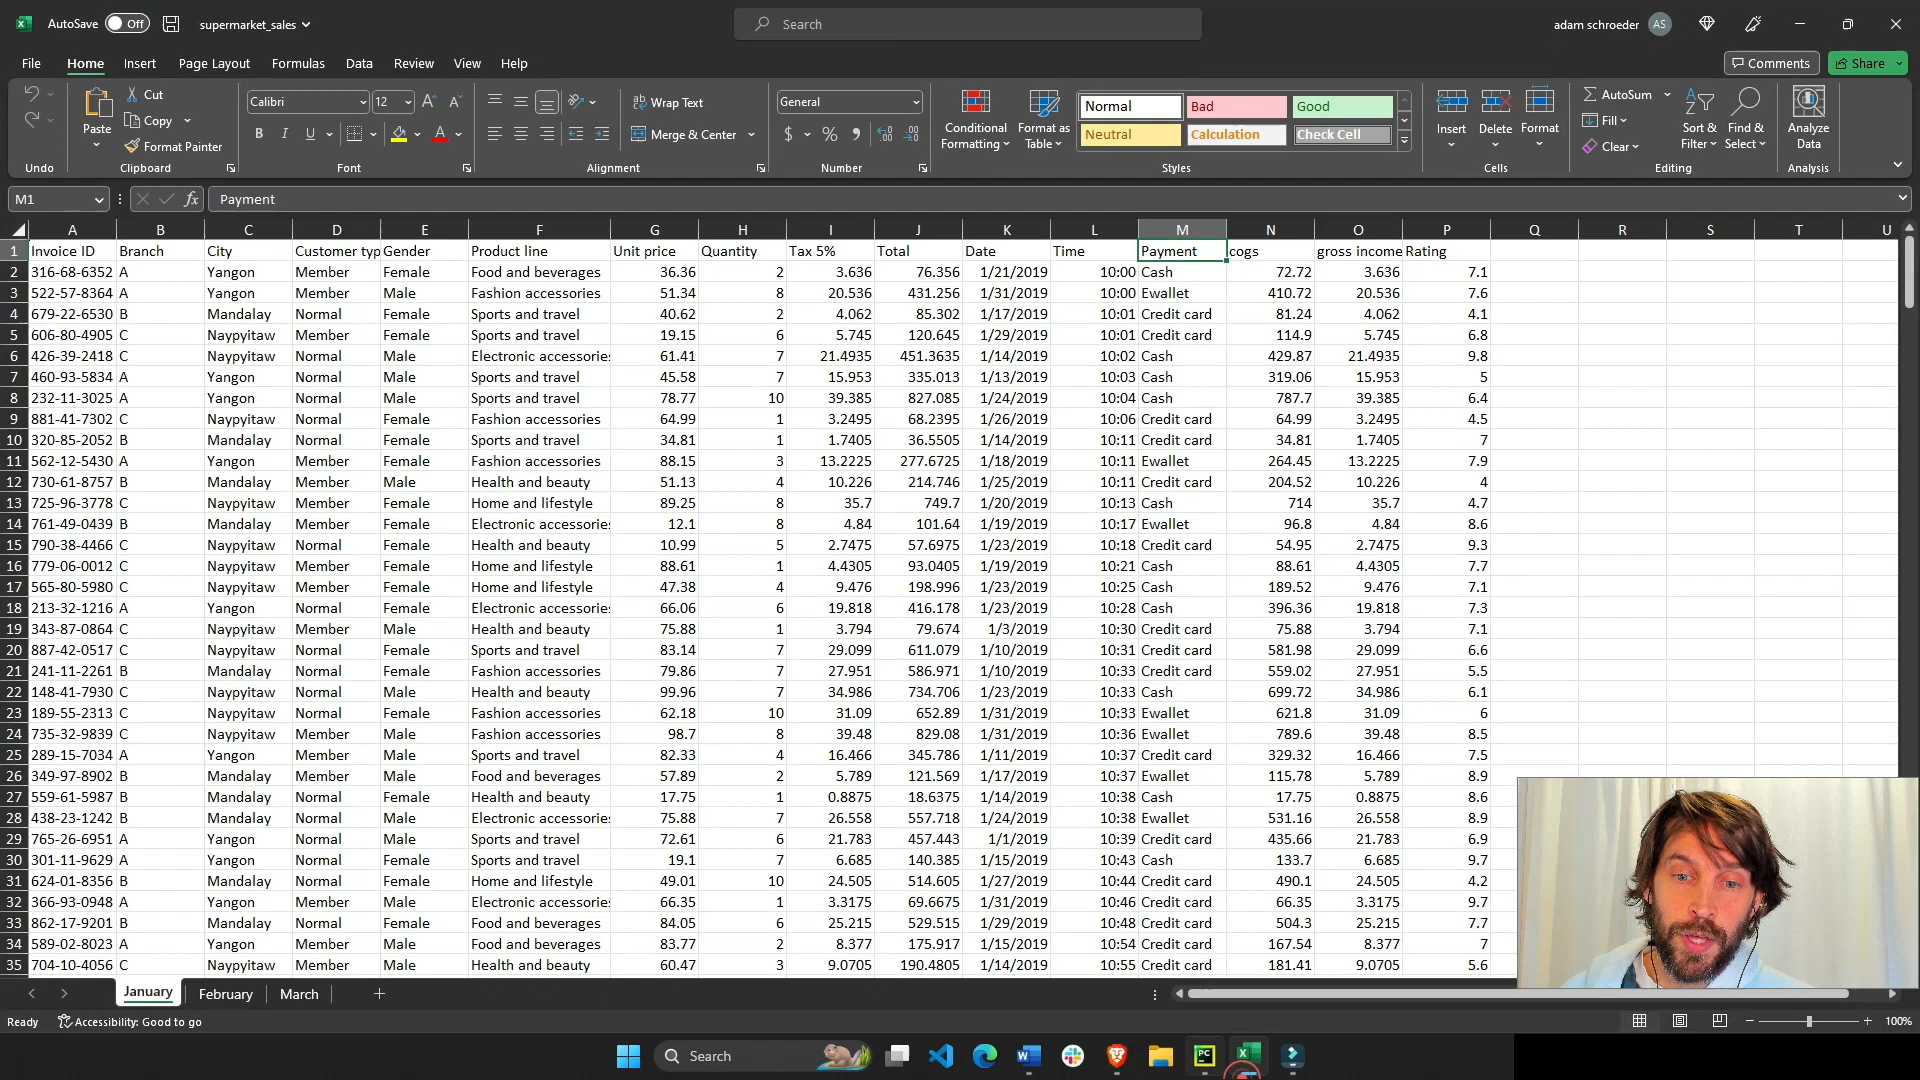 AutoSave Off supermarket_sales Search adam schroeder AS
File Home Insert Page Layout Formulas Data Review View Help Comments Share
Paste Cut Copy Format Painter Calibri 12 B I U A Wrap Text Merge & Center General $ % Conditional Formatting Format as Table Normal Bad Good Neutral Calculation Check Cell Insert Delete Format AutoSum Fill Clear Sort & Filter Find & Select Analyze Data
Undo Clipboard Font Alignment Number Styles Cells Editing Analysis
M1 fx Payment
A B C D E F G H I J K L M N O P Q R S T U
1 Invoice ID Branch City Customer typ Gender Product line Unit price Quantity Tax 5% Total Date Time Payment cogs gross income Rating
2 316-68-6352 A Yangon Member Female Food and beverages 36.36 2 3.636 76.356 1/21/2019 10:00 Cash 72.72 3.636 7.1
3 522-57-8364 A Yangon Member Male Fashion accessories 51.34 8 20.536 431.256 1/31/2019 10:00 Ewallet 410.72 20.536 7.6
4 679-22-6530 B Mandalay Normal Female Sports and travel 40.62 2 4.062 85.302 1/17/2019 10:01 Credit card 81.24 4.062 4.1
5 606-80-4905 C Naypyitaw Member Female Sports and travel 19.15 6 5.745 120.645 1/29/2019 10:01 Credit card 114.9 5.745 6.8
6 426-39-2418 C Naypyitaw Normal Male Electronic accessorie 61.41 7 21.4935 451.3635 1/14/2019 10:02 Cash 429.87 21.4935 9.8
7 460-93-5834 A Yangon Normal Male Sports and travel 45.58 7 15.953 335.013 1/13/2019 10:03 Cash 319.06 15.953 5
8 232-11-3025 A Yangon Normal Male Sports and travel 78.77 10 39.385 827.085 1/24/2019 10:04 Cash 787.7 39.385 6.4
9 881-41-7302 C Naypyitaw Normal Female Fashion accessories 64.99 1 3.2495 68.2395 1/26/2019 10:06 Credit card 64.99 3.2495 4.5
10 320-85-2052 B Mandalay Normal Female Sports and travel 34.81 1 1.7405 36.5505 1/14/2019 10:11 Credit card 34.81 1.7405 7
11 562-12-5430 A Yangon Member Female Fashion accessories 88.15 3 13.2225 277.6725 1/18/2019 10:11 Ewallet 264.45 13.2225 7.9
12 730-61-8757 B Mandalay Member Male Health and beauty 51.13 4 10.226 214.746 1/25/2019 10:11 Credit card 204.52 10.226 4
13 725-96-3778 C Naypyitaw Member Female Home and lifestyle 89.25 8 35.7 749.7 1/20/2019 10:13 Cash 714 35.7 4.7
14 761-49-0439 B Mandalay Member Female Electronic accessorie 12.1 8 4.84 101.64 1/19/2019 10:17 Ewallet 96.8 4.84 8.6
15 790-38-4466 C Naypyitaw Normal Female Health and beauty 10.99 5 2.7475 57.6975 1/23/2019 10:18 Credit card 54.95 2.7475 9.3
16 779-06-0012 C Naypyitaw Member Female Home and lifestyle 88.61 1 4.4305 93.0405 1/19/2019 10:21 Cash 88.61 4.4305 7.7
17 565-80-5980 C Naypyitaw Member Female Home and lifestyle 47.38 4 9.476 198.996 1/23/2019 10:25 Cash 189.52 9.476 7.1
18 213-32-1216 A Yangon Normal Female Electronic accessorie 66.06 6 19.818 416.178 1/23/2019 10:28 Cash 396.36 19.818 7.3
19 343-87-0864 C Naypyitaw Member Male Health and beauty 75.88 1 3.794 79.674 1/3/2019 10:30 Credit card 75.88 3.794 7.1
20 887-42-0517 C Naypyitaw Normal Female Sports and travel 83.14 7 29.099 611.079 1/10/2019 10:31 Credit card 581.98 29.099 6.6
21 241-11-2261 B Mandalay Normal Female Fashion accessories 79.86 7 27.951 586.971 1/10/2019 10:33 Credit card 559.02 27.951 5.5
22 148-41-7930 C Naypyitaw Normal Male Health and beauty 99.96 7 34.986 734.706 1/23/2019 10:33 Cash 699.72 34.986 6.1
23 189-55-2313 C Naypyitaw Normal Female Fashion accessories 62.18 10 31.09 652.89 1/31/2019 10:33 Ewallet 621.8 31.09 6
24 735-32-9839 C Naypyitaw Member Male Fashion accessories 98.7 8 39.48 829.08 1/31/2019 10:36 Ewallet 789.6 39.48 8.5
25 289-15-7034 A Yangon Member Male Sports and travel 82.33 4 16.466 345.786 1/11/2019 10:37 Credit card 329.32 16.466 7.5
26 349-97-8902 B Mandalay Member Male Food and beverages 57.89 2 5.789 121.569 1/17/2019 10:37 Ewallet 115.78 5.789 8.9
27 559-61-5987 B Mandalay Normal Female Health and beauty 17.75 1 0.8875 18.6375 1/14/2019 10:38 Cash 17.75 0.8875 8.6
28 438-23-1242 B Mandalay Normal Male Electronic accessorie 75.88 7 26.558 557.718 1/24/2019 10:38 Ewallet 531.16 26.558 8.9
29 765-26-6951 A Yangon Normal Male Sports and travel 72.61 6 21.783 457.443 1/1/2019 10:39 Credit card 435.66 21.783 6.9
30 301-11-9629 A Yangon Normal Female Sports and travel 19.1 7 6.685 140.385 1/15/2019 10:43 Cash 133.7 6.685 9.7
31 624-01-8356 B Mandalay Normal Female Home and lifestyle 49.01 10 24.505 514.605 1/27/2019 10:44 Credit card 490.1 24.505 4.2
32 366-93-0948 A Yangon Member Male Electronic accessorie 66.35 1 3.3175 69.6675 1/31/2019 10:46 Credit card 66.35 3.3175 9.7
33 862-17-9201 B Mandalay Normal Female Food and beverages 84.05 6 25.215 529.515 1/29/2019 10:48 Credit card 504.3 25.215 7.7
34 589-02-8023 A Yangon Member Male Food and beverages 83.77 2 8.377 175.917 1/15/2019 10:54 Credit card 167.54 8.377 7
35 704-10-4056 C Naypyitaw Member Male Health and beauty 60.47 3 9.0705 190.4805 1/14/2019 10:55 Credit card 181.41 9.0705 5.6
January February March
Ready Accessibility: Good to go 100%
Search